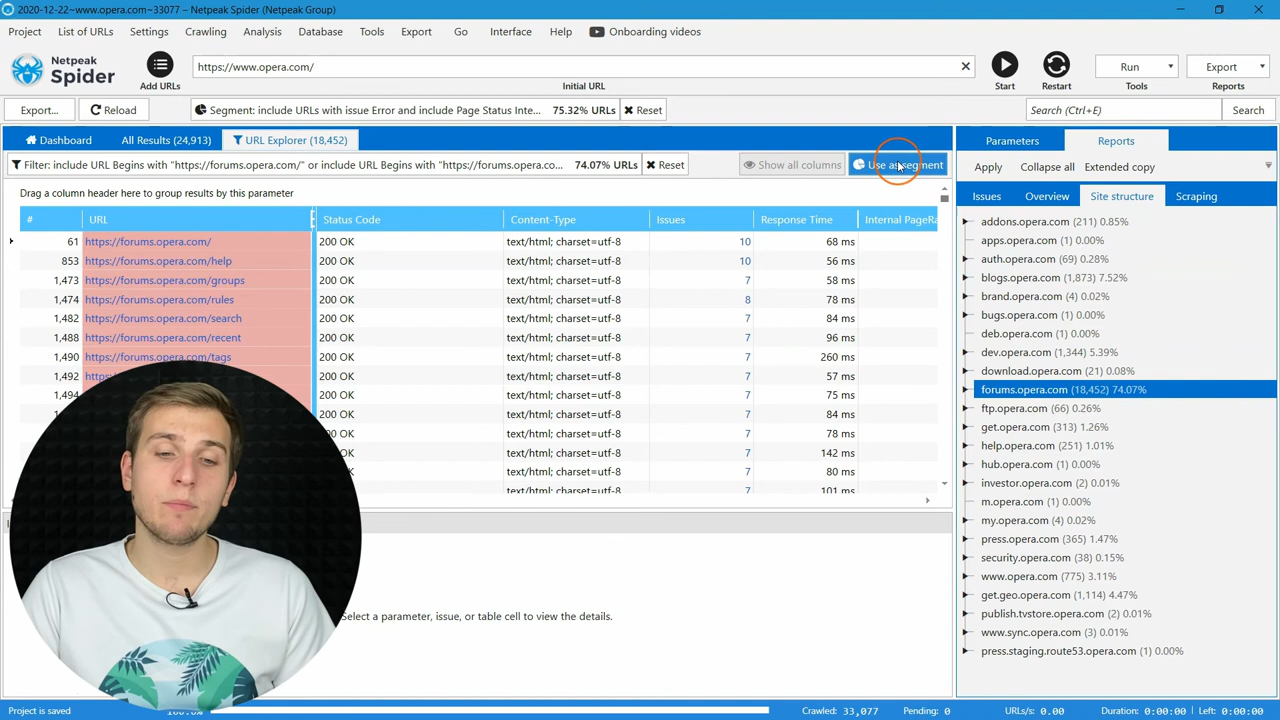 2020-12-22~www.opera.com~33077 - Netpeak Spider (Netpeak Group)
Project List of URLs Settings Crawling Analysis Database Tools Export Go Interface Help Onboarding videos
Netpeak Spider
Add URLs
https://www.opera.com/
Initial URL
Start
Restart
Run
Tools
Export
Reports
Export... Reload Segment: include URLs with issue Error and include Page Status Inte... 75.32% URLs Reset Search (Ctrl+E) Search
Dashboard All Results (24,913) URL Explorer (18,452)
Filter: include URL Begins with "https://forums.opera.com/" or include URL Begins with "https://forums.opera.co... 74.07% URLs Reset Show all columns Use as segment
Drag a column header here to group results by this parameter
# URL Status Code Content-Type Issues Response Time Internal PageRa
61 https://forums.opera.com/ 200 OK text/html; charset=utf-8 10 68 ms
853 https://forums.opera.com/help 200 OK text/html; charset=utf-8 10 56 ms
1,473 https://forums.opera.com/groups 200 OK text/html; charset=utf-8 7 58 ms
1,474 https://forums.opera.com/rules 200 OK text/html; charset=utf-8 8 78 ms
1,482 https://forums.opera.com/search 200 OK text/html; charset=utf-8 7 84 ms
1,488 https://forums.opera.com/recent 200 OK text/html; charset=utf-8 7 96 ms
1,490 https://forums.opera.com/tags 200 OK text/html; charset=utf-8 7 260 ms
1,492 200 OK text/html; charset=utf-8 7 57 ms
1,494 200 OK text/html; charset=utf-8 7 75 ms
200 OK text/html; charset=utf-8 7 84 ms
OK text/html; charset=utf-8 7 78 ms
OK text/html; charset=utf-8 7 142 ms
OK text/html; charset=utf-8 7 80 ms
OK text/html; charset=utf-8 7 101 ms
Select a parameter, issue, or table cell to view the details.
Parameters Reports
Apply Collapse all Extended copy
Issues Overview Site structure Scraping
addons.opera.com (211) 0.85%
apps.opera.com (1) 0.00%
auth.opera.com (69) 0.28%
blogs.opera.com (1,873) 7.52%
brand.opera.com (4) 0.02%
bugs.opera.com (1) 0.00%
deb.opera.com (1) 0.00%
dev.opera.com (1,344) 5.39%
download.opera.com (21) 0.08%
forums.opera.com (18,452) 74.07%
ftp.opera.com (66) 0.26%
get.opera.com (313) 1.26%
help.opera.com (251) 1.01%
hub.opera.com (1) 0.00%
investor.opera.com (2) 0.01%
m.opera.com (1) 0.00%
my.opera.com (4) 0.02%
press.opera.com (365) 1.47%
security.opera.com (38) 0.15%
www.opera.com (775) 3.11%
get.geo.opera.com (1,114) 4.47%
publish.tvstore.opera.com (2) 0.01%
www.sync.opera.com (3) 0.01%
press.staging.route53.opera.com (1) 0.00%
Project is saved 100.0% Crawled: 33,077 Pending: 0 URLs/s: 0.00 Duration: 0:00:00 Left: 0:00:00